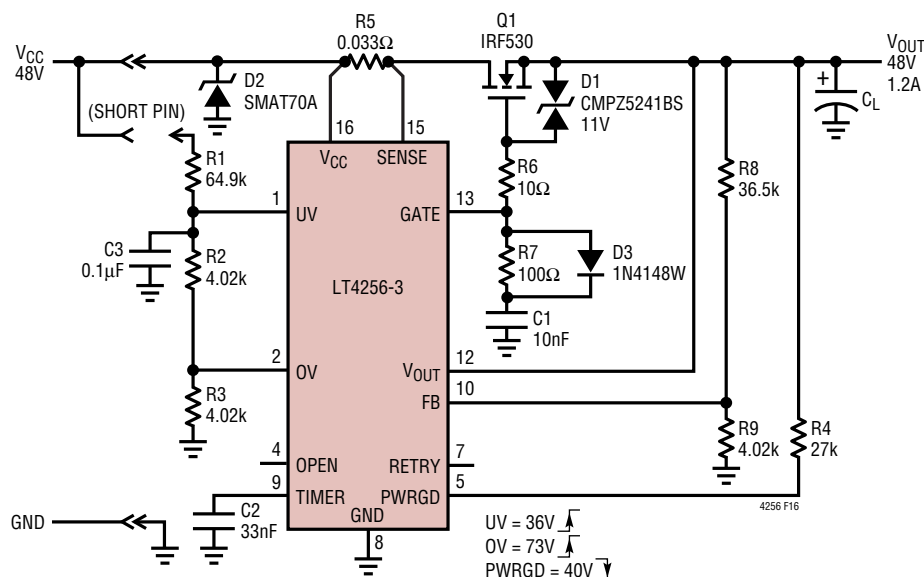 R5
0.033Ω
Q1
IRF530
VCC
48V
VOUT
48V
1.2A
D2
SMAT70A
D1
CMPZ5241BS
11V
+
CL
(SHORT PIN)
16
15
VCC
SENSE
R1
64.9k
R6
10Ω
R8
36.5k
1
UV
GATE
13
C3
0.1µF
R2
4.02k
R7
100Ω
D3
1N4148W
LT4256-3
C1
10nF
2
OV
VOUT
12
FB
10
R3
4.02k
R9
4.02k
R4
27k
4
OPEN
RETRY
7
9
TIMER
PWRGD
5
4256 F16
GND
C2
33nF
GND
8
UV = 36V
OV = 73V
PWRGD = 40V